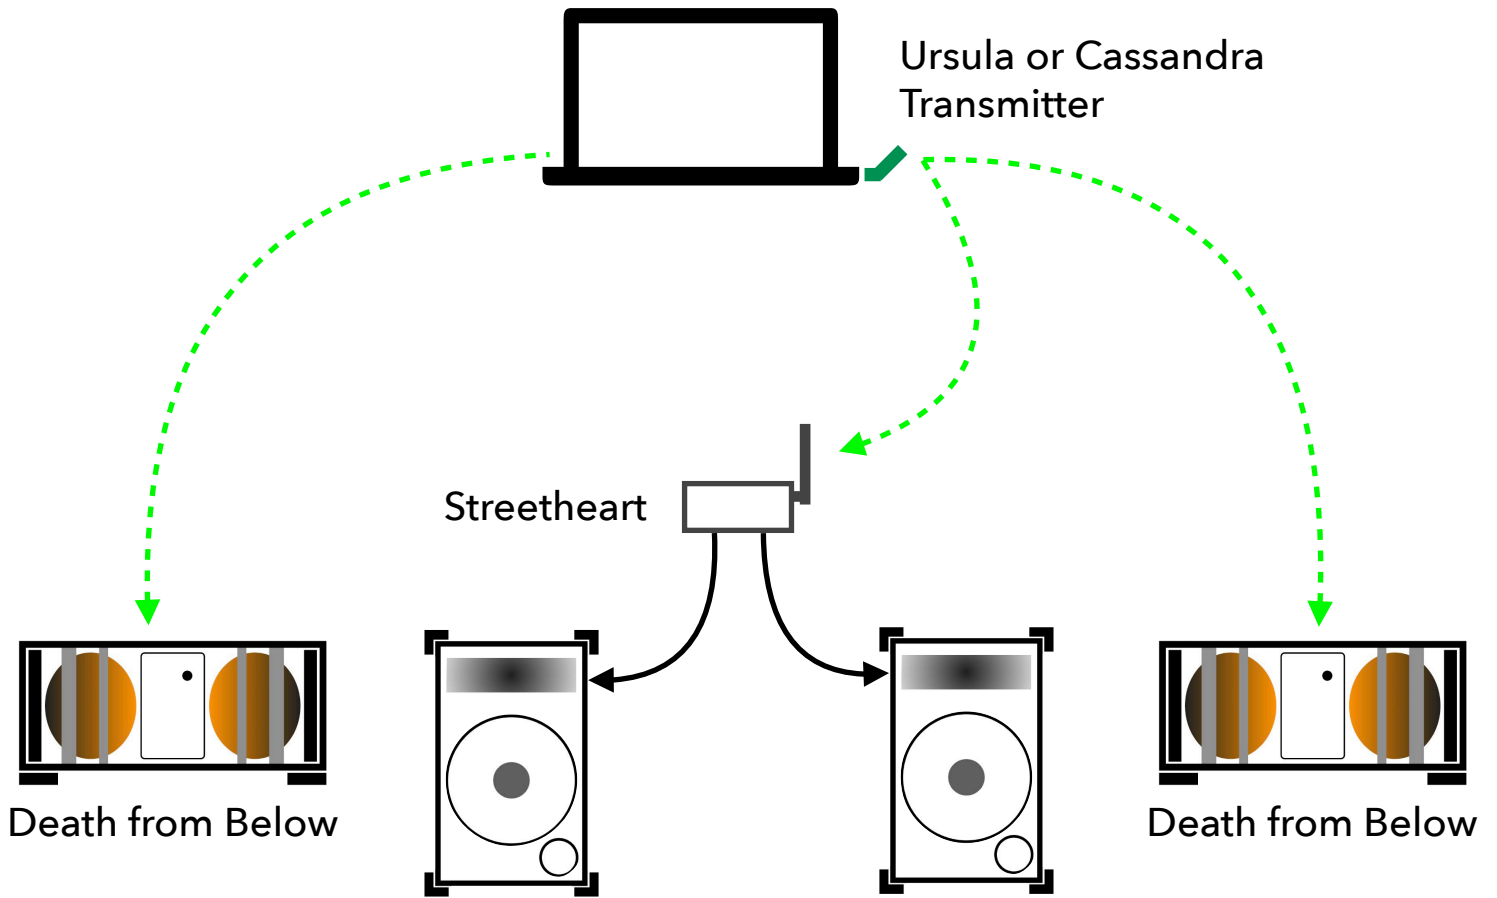 Ursula or Cassandra
Transmitter
Streetheart
Death from Below
Death from Below